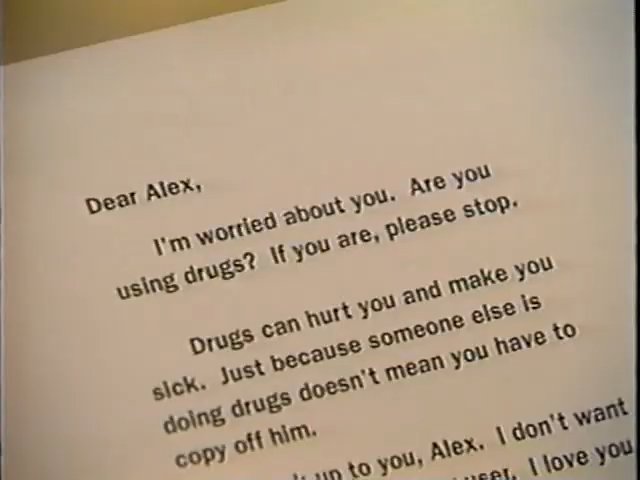 Dear Alex,
I'm worried about you. Are you
using drugs? If you are, please stop.
Drugs can hurt you and make you
sick. Just because someone else is
doing drugs doesn't mean you have to
copy off him.
up to you, Alex. I don't want
user. I love you